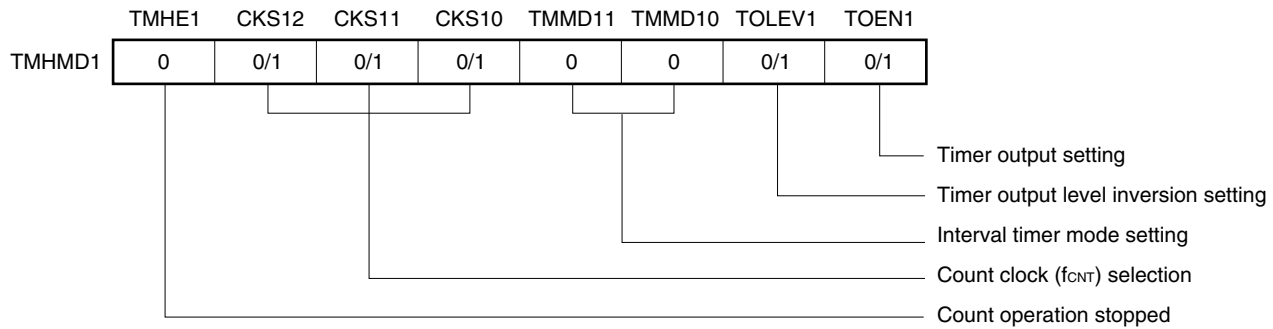 TMHE1 CKS12 CKS11 CKS10 TMMD11 TMMD10 TOLEV1 TOEN1
TMHMD1 0 0/1 0/1 0/1 0 0 0/1 0/1
Timer output setting
Timer output level inversion setting
Interval timer mode setting
Count clock (fCNT) selection
Count operation stopped